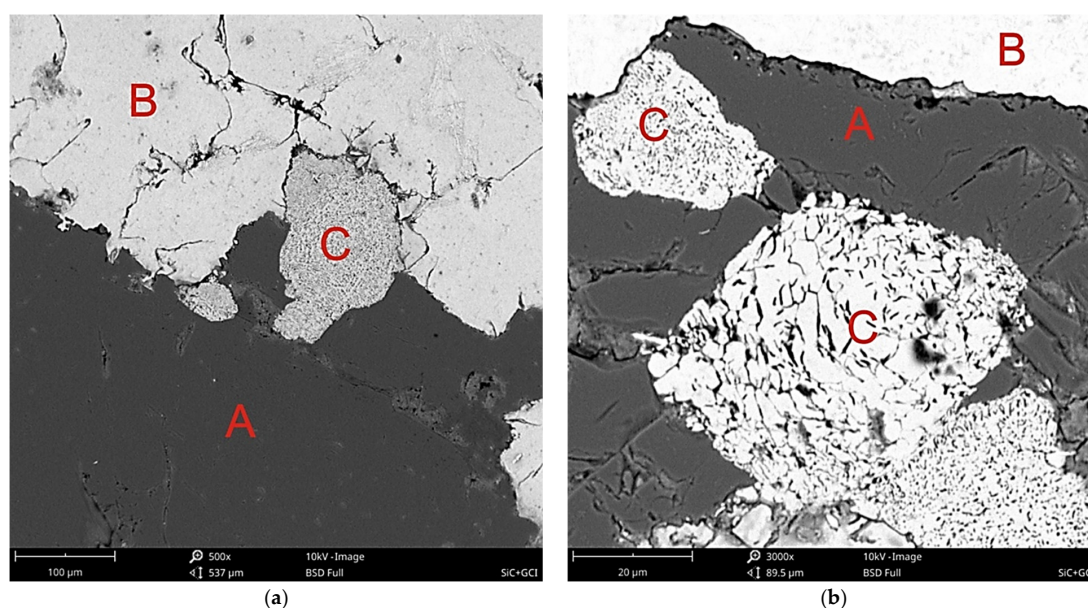 B
C
A
500x
10kV - Image
100 µm
537 µm
BSD Full
SiC+GCI
(a)
B
C
A
C
3000x
10kV - Image
20 µm
89.5 µm
BSD Full
SiC+GCI
(b)